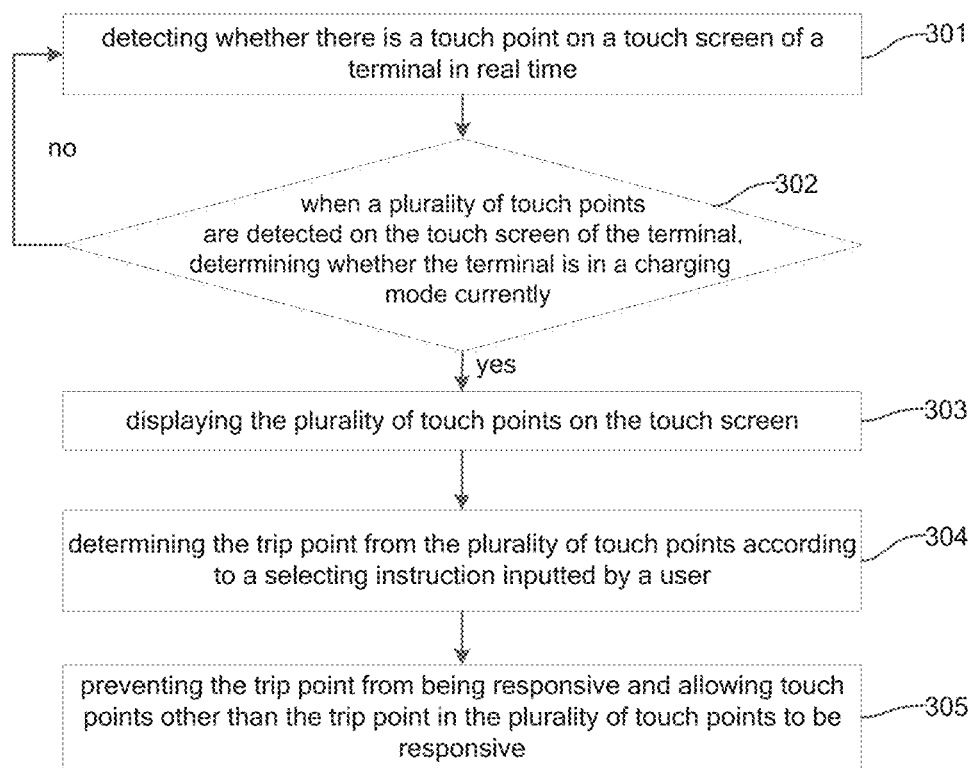 detecting whether there is a touch point on a touch screen of a
terminal in real time
301
no
302
when a plurality of touch points
are detected on the touch screen of the terminal,
determining whether the terminal is in a charging
mode currently
yes
displaying the plurality of touch points on the touch screen
303
determining the trip point from the plurality of touch points according
to a selecting instruction inputted by a user
304
preventing the trip point from being responsive and allowing touch
points other than the trip point in the plurality of touch points to be
responsive
305